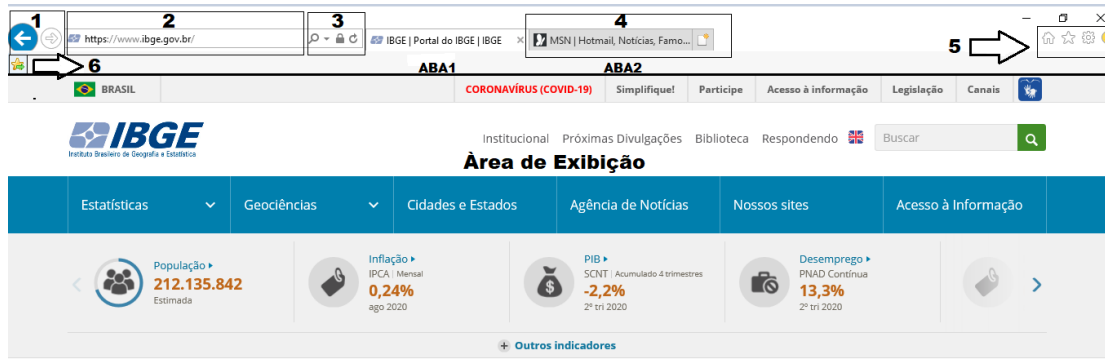 1 2 3 4
https://www.ibge.gov.br/
IBGE | Portal do IBGE | IBGE
MSN | Hotmail, Notícias, Famo...
5
6
ABA1 ABA2
BRASIL
CORONAVÍRUS (COVID-19) Simplifique! Participe Acesso à informação Legislação Canais
IBGE
Instituto Brasileiro de Geografia e Estatística
Institucional Próximas Divulgações Biblioteca Respondendo
Buscar
Àrea de Exibição
Estatísticas Geociências Cidades e Estados Agência de Notícias Nossos sites Acesso à Informação
População
212.135.842
Estimada
Inflação
IPCA | Mensal
0,24%
ago 2020
PIB
SCNT | Acumulado 4 trimestres
-2,2%
2º tri 2020
Desemprego
PNAD Contínua
13,3%
2º tri 2020
Outros indicadores